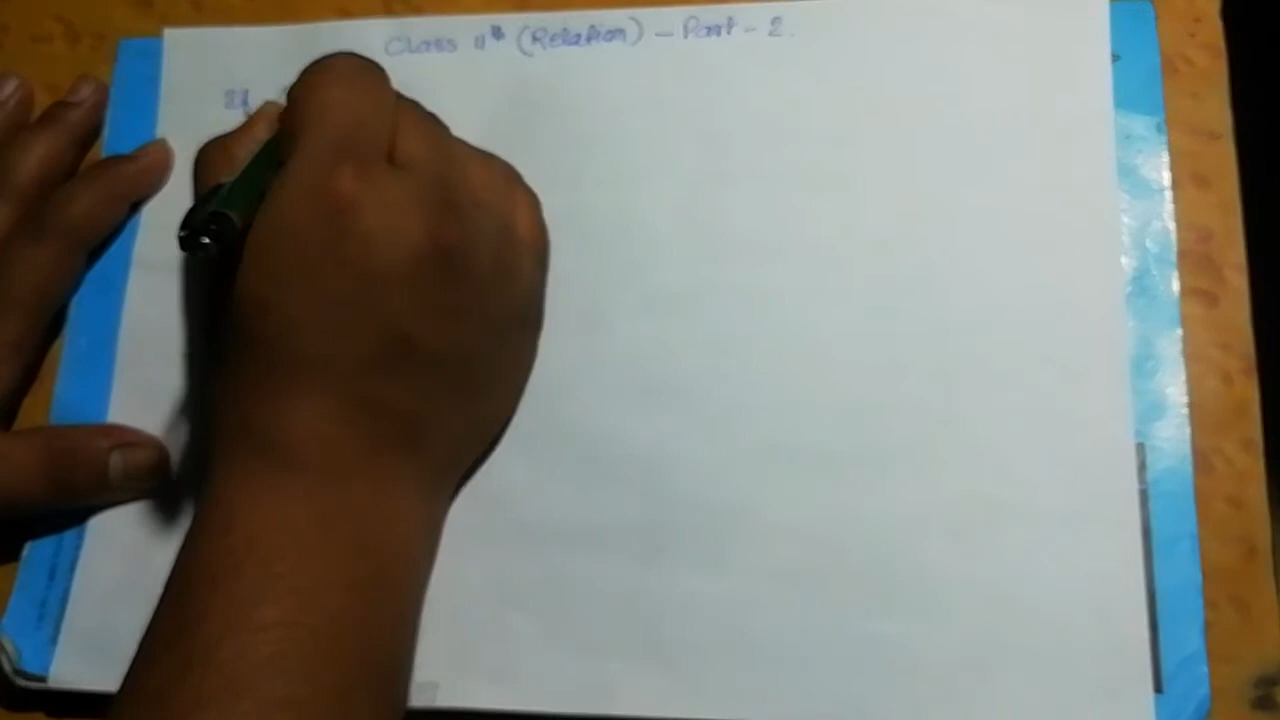 Class 11th (Relation) - Part - 2.